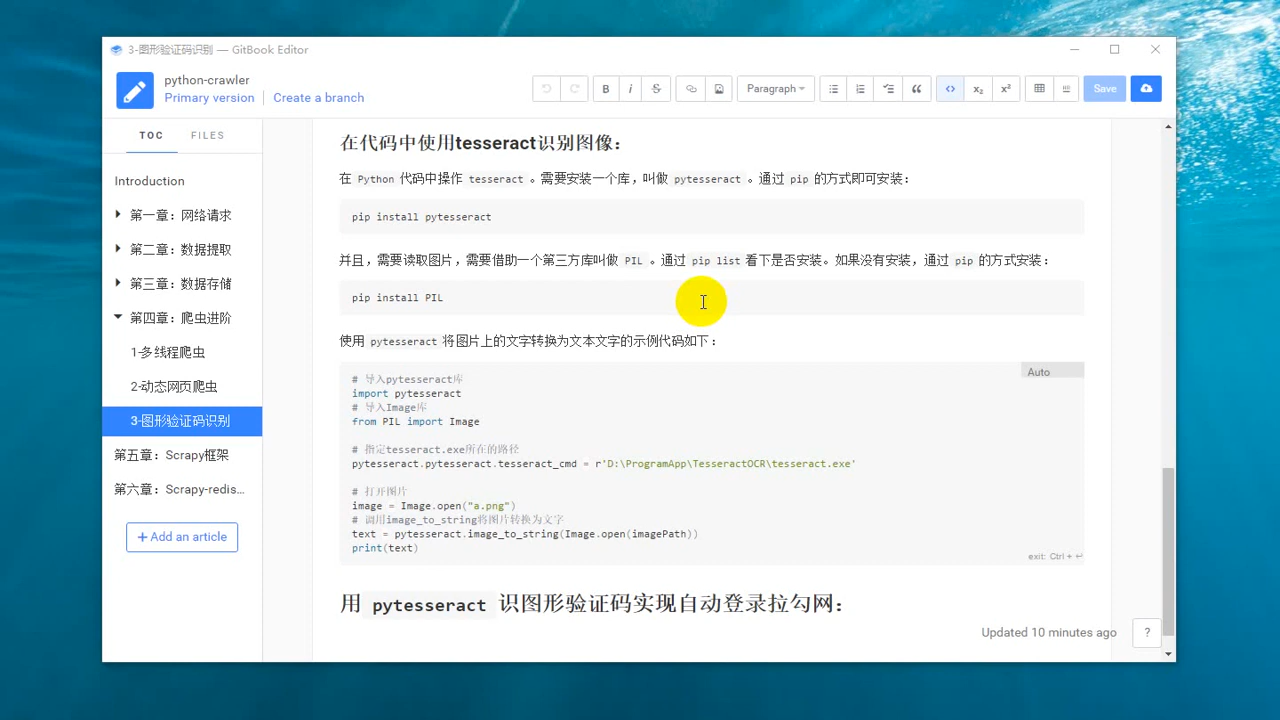 3-图形验证码识别 — GitBook Editor
python-crawler
Primary version
Create a branch
B
i
S
Paragraph
x₂
x²
Save
TOC
FILES
Introduction
第一章：网络请求
第二章：数据提取
第三章：数据存储
第四章：爬虫进阶
1-多线程爬虫
2-动态网页爬虫
3-图形验证码识别
第五章：Scrapy框架
第六章：Scrapy-redis...
+ Add an article
在代码中使用tesseract识别图像：
在 Python 代码中操作 tesseract 。需要安装一个库，叫做 pytesseract 。通过 pip 的方式即可安装：
pip install pytesseract
并且，需要读取图片，需要借助一个第三方库叫做 PIL 。通过 pip list 看下是否安装。如果没有安装，通过 pip 的方式安装：
pip install PIL
使用 pytesseract 将图片上的文字转换为文本文字的示例代码如下：
Auto
# 导入pytesseract库
import pytesseract
# 导入Image库
from PIL import Image
# 指定tesseract.exe所在的路径
pytesseract.pytesseract.tesseract_cmd = r'D:\ProgramApp\TesseractOCR\tesseract.exe'
# 打开图片
image = Image.open("a.png")
# 调用image_to_string将图片转换为文字
text = pytesseract.image_to_string(Image.open(imagePath))
print(text)
exit: Ctrl + ↩
用 pytesseract 识图形验证码实现自动登录拉勾网：
Updated 10 minutes ago
?